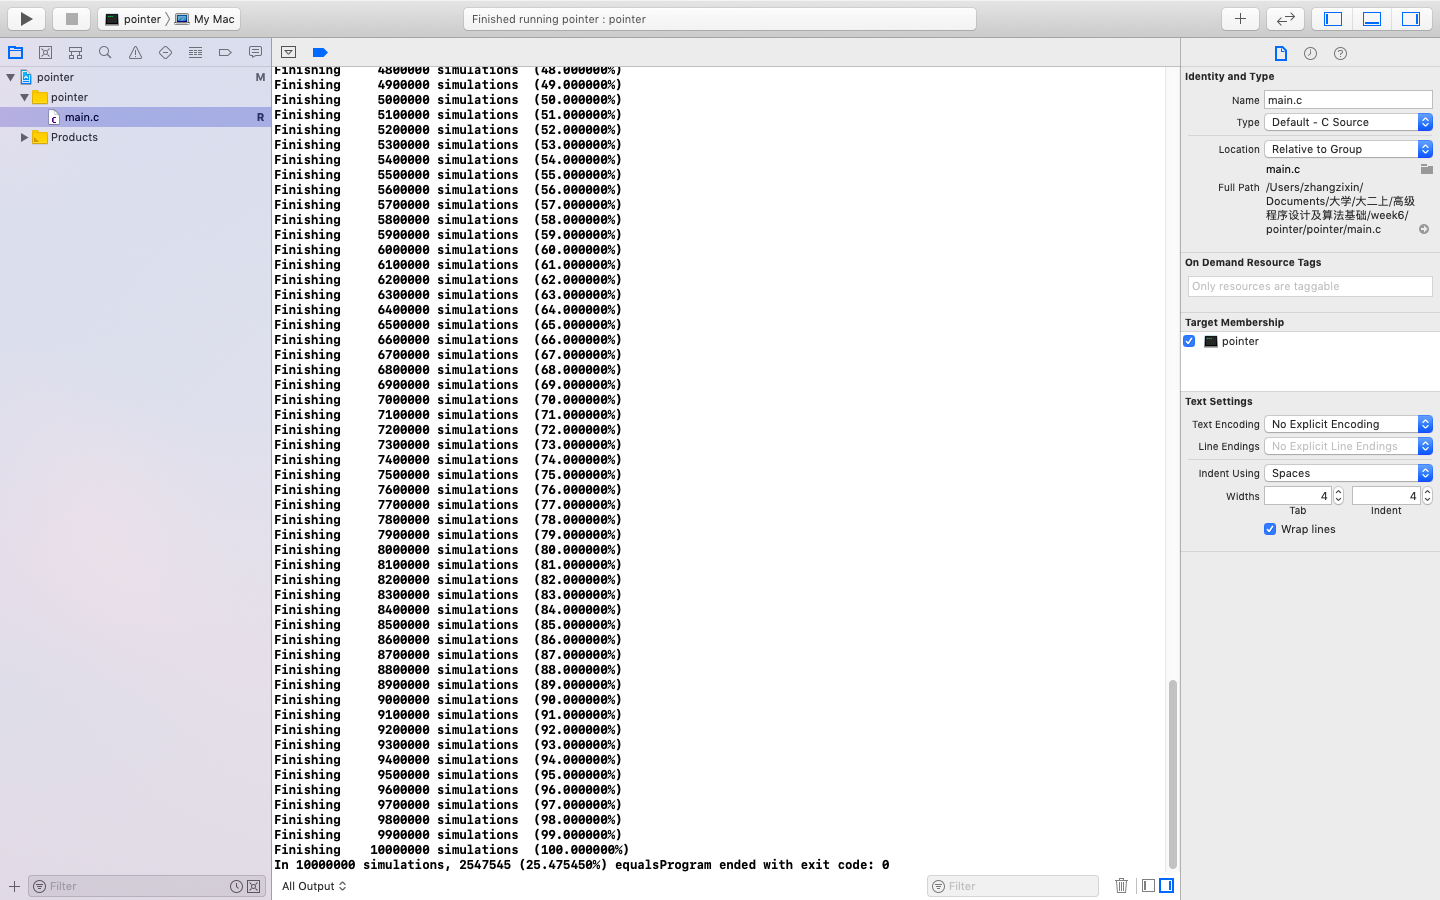 pointer
My Mac
Finished running pointer : pointer
pointer
M
pointer
main.c
R
Products
Filter
Finishing     4800000 simulations  (48.000000%)
Finishing     4900000 simulations  (49.000000%)
Finishing     5000000 simulations  (50.000000%)
Finishing     5100000 simulations  (51.000000%)
Finishing     5200000 simulations  (52.000000%)
Finishing     5300000 simulations  (53.000000%)
Finishing     5400000 simulations  (54.000000%)
Finishing     5500000 simulations  (55.000000%)
Finishing     5600000 simulations  (56.000000%)
Finishing     5700000 simulations  (57.000000%)
Finishing     5800000 simulations  (58.000000%)
Finishing     5900000 simulations  (59.000000%)
Finishing     6000000 simulations  (60.000000%)
Finishing     6100000 simulations  (61.000000%)
Finishing     6200000 simulations  (62.000000%)
Finishing     6300000 simulations  (63.000000%)
Finishing     6400000 simulations  (64.000000%)
Finishing     6500000 simulations  (65.000000%)
Finishing     6600000 simulations  (66.000000%)
Finishing     6700000 simulations  (67.000000%)
Finishing     6800000 simulations  (68.000000%)
Finishing     6900000 simulations  (69.000000%)
Finishing     7000000 simulations  (70.000000%)
Finishing     7100000 simulations  (71.000000%)
Finishing     7200000 simulations  (72.000000%)
Finishing     7300000 simulations  (73.000000%)
Finishing     7400000 simulations  (74.000000%)
Finishing     7500000 simulations  (75.000000%)
Finishing     7600000 simulations  (76.000000%)
Finishing     7700000 simulations  (77.000000%)
Finishing     7800000 simulations  (78.000000%)
Finishing     7900000 simulations  (79.000000%)
Finishing     8000000 simulations  (80.000000%)
Finishing     8100000 simulations  (81.000000%)
Finishing     8200000 simulations  (82.000000%)
Finishing     8300000 simulations  (83.000000%)
Finishing     8400000 simulations  (84.000000%)
Finishing     8500000 simulations  (85.000000%)
Finishing     8600000 simulations  (86.000000%)
Finishing     8700000 simulations  (87.000000%)
Finishing     8800000 simulations  (88.000000%)
Finishing     8900000 simulations  (89.000000%)
Finishing     9000000 simulations  (90.000000%)
Finishing     9100000 simulations  (91.000000%)
Finishing     9200000 simulations  (92.000000%)
Finishing     9300000 simulations  (93.000000%)
Finishing     9400000 simulations  (94.000000%)
Finishing     9500000 simulations  (95.000000%)
Finishing     9600000 simulations  (96.000000%)
Finishing     9700000 simulations  (97.000000%)
Finishing     9800000 simulations  (98.000000%)
Finishing     9900000 simulations  (99.000000%)
Finishing    10000000 simulations  (100.000000%)
In 10000000 simulations, 2547545 (25.475450%) equalsProgram ended with exit code: 0
All Output
Filter
Identity and Type
Name main.c
Type Default - C Source
Location Relative to Group
main.c
Full Path /Users/zhangzixin/
Documents/大学/大二上/高级
程序设计及算法基础/week6/
pointer/pointer/main.c
On Demand Resource Tags
Only resources are taggable
Target Membership
pointer
Text Settings
Text Encoding No Explicit Encoding
Line Endings No Explicit Line Endings
Indent Using Spaces
Widths 4 4
Tab Indent
Wrap lines